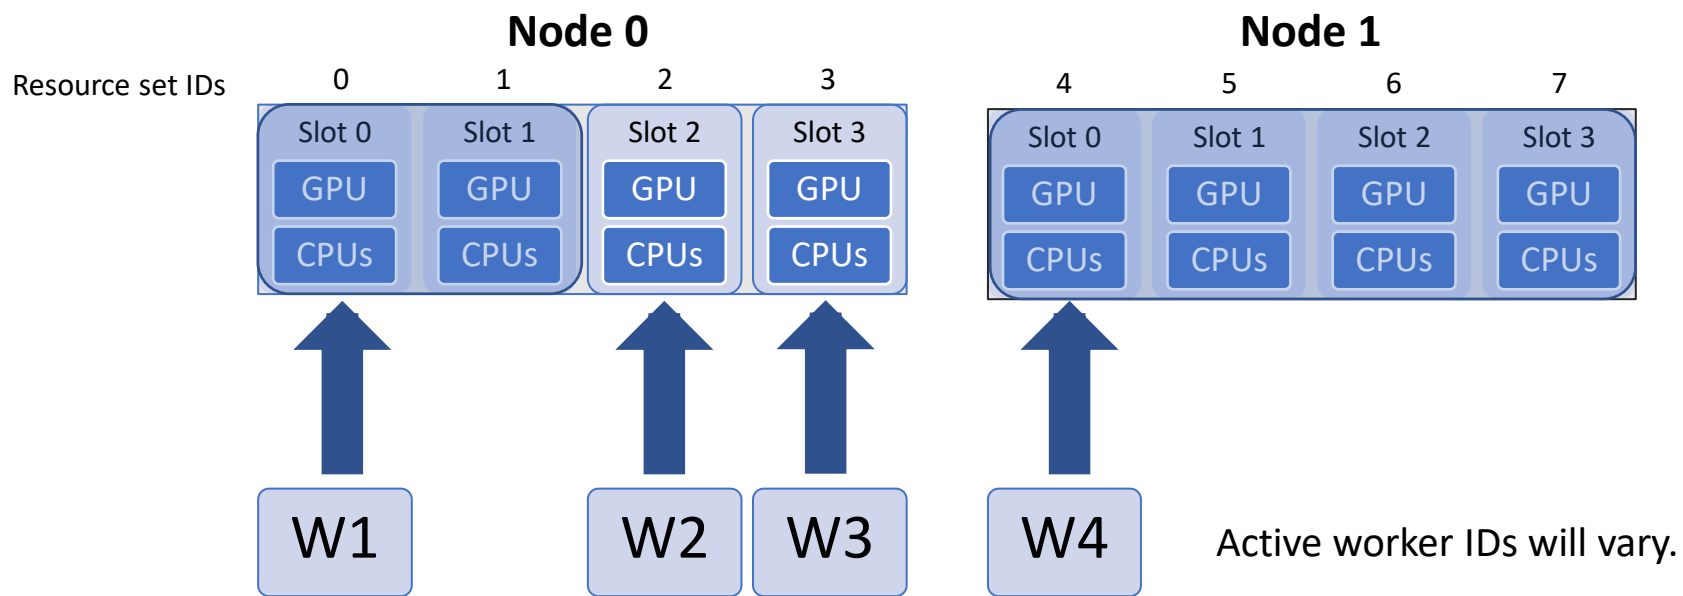 Node 0 Node 1
Resource set IDs 0 1 2 3 4 5 6 7
Slot 0 Slot 1 Slot 2 Slot 3 Slot 0 Slot 1 Slot 2 Slot 3
GPU GPU GPU GPU GPU GPU GPU GPU
CPUs CPUs CPUs CPUs CPUs CPUs CPUs CPUs
W1 W2 W3 W4 Active worker IDs will vary.